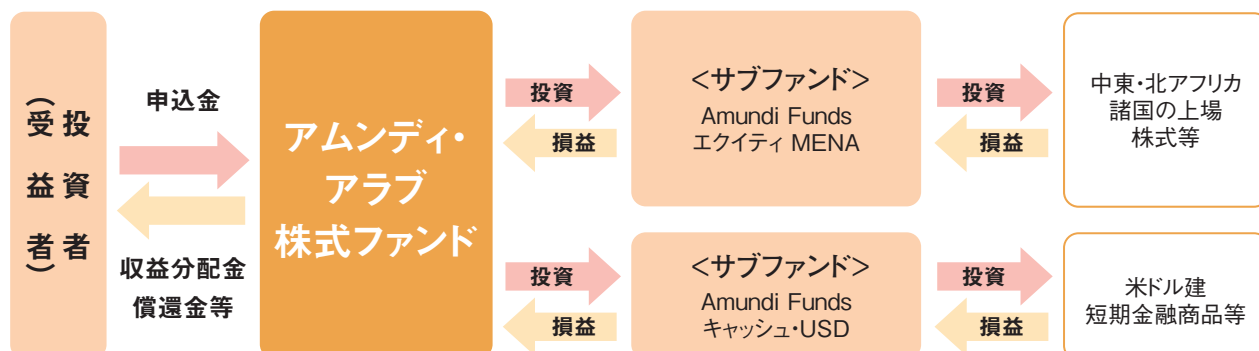 投資者
(受益者)
申込金
収益分配金
償還金等
アムンディ・
アラブ
株式ファンド
投資
損益
<サブファンド>
Amundi Funds
エクイティ MENA
投資
損益
中東・北アフリカ
諸国の上場
株式等
投資
損益
<サブファンド>
Amundi Funds
キャッシュ・USD
投資
損益
米ドル建
短期金融商品等